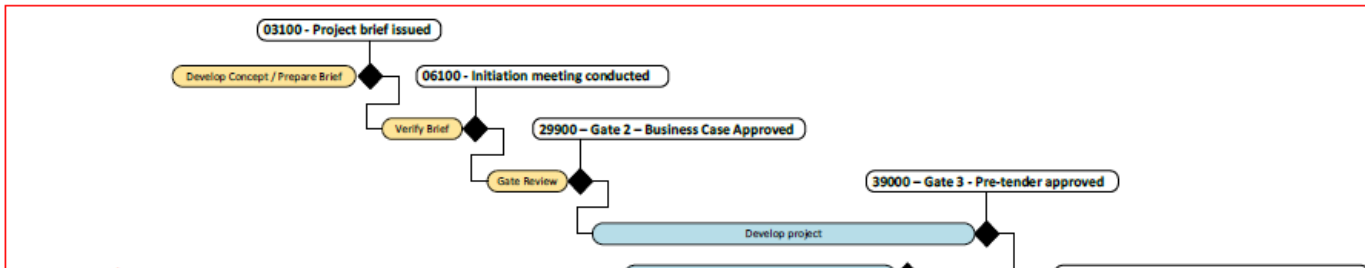 03100 - Project brief issued
Develop Concept / Prepare Brief
06100 - Initiation meeting conducted
Verify Brief
29900 – Gate 2 – Business Case Approved
Gate Review
39000 – Gate 3 - Pre-tender approved
Develop project